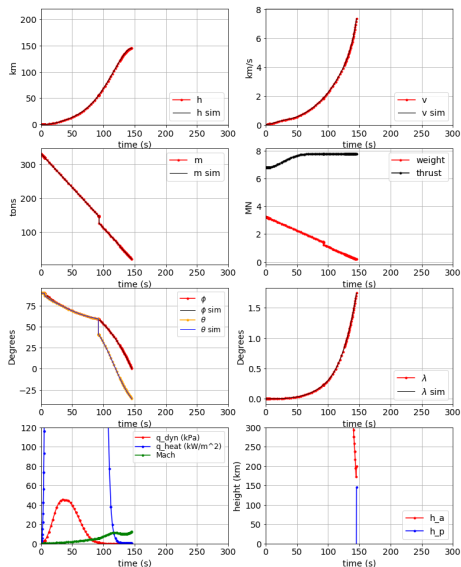 200
150
100
50
0
km
h
h sim
0 50 100 150 200 250 300
time (s)
8
6
4
2
0
km/s
v
v sim
0 50 100 150 200 250 300
time (s)
300
200
100
tons
m
m sim
0 50 100 150 200 250 300
time (s)
8
6
4
2
0
MN
weight
thrust
0 50 100 150 200 250 300
time (s)
75
50
25
0
−25
Degrees
ϕ
ϕ sim
θ
θ sim
0 50 100 150 200 250 300
time (s)
1.5
1.0
0.5
0.0
Degrees
λ
λ sim
0 50 100 150 200 250 300
time (s)
120
100
80
60
40
20
0
q_dyn (kPa)
q_heat (kW/m^2)
Mach
0 50 100 150 200 250 300
time (s)
300
250
200
150
100
50
0
height (km)
h_a
h_p
0 50 100 150 200 250 300
time (s)